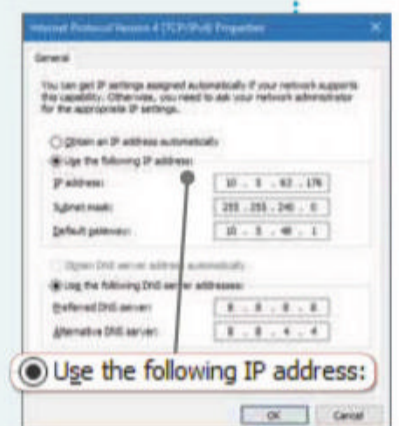 Internet Protocol Version 4 (TCP/IPv4) Properties
General
You can get IP settings assigned automatically if your network supports
this capability. Otherwise, you need to ask your network administrator
for the appropriate IP settings.
Obtain an IP address automatically
Use the following IP address:
IP address: 10 . 5 . 63 . 176
Subnet mask: 255 . 255 . 240 . 0
Default gateway: 10 . 5 . 48 . 1
Obtain DNS server address automatically
Use the following DNS server addresses:
Preferred DNS server: 8 . 8 . 8 . 8
Alternative DNS server: 8 . 8 . 4 . 4
Use the following IP address:
OK Cancel